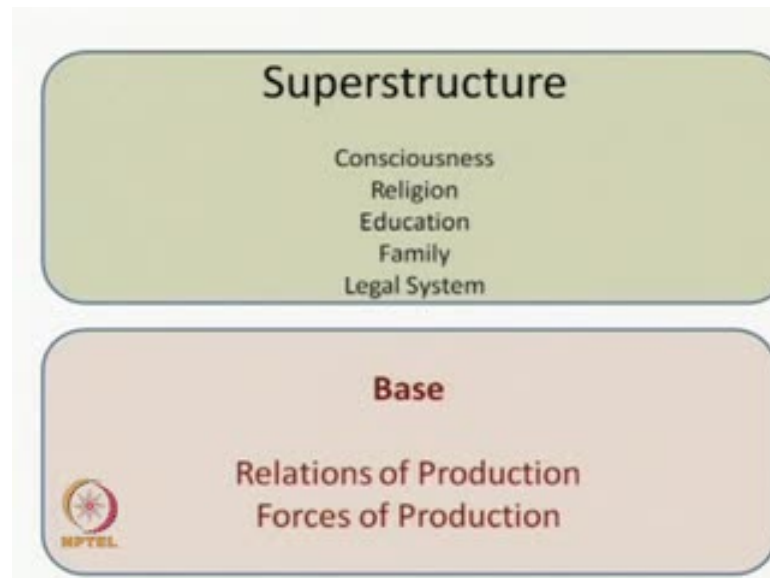 Superstructure
Consciousness
Religion
Education
Family
Legal System
Base
Relations of Production
Forces of Production
NPTEL